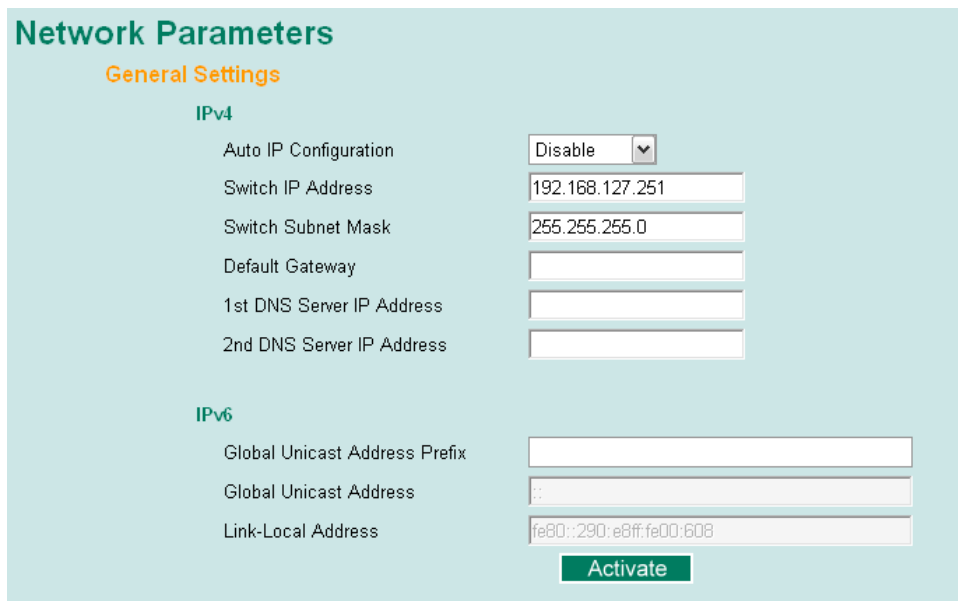 Network Parameters
General Settings
IPv4
Auto IP Configuration Disable
Switch IP Address 192.168.127.251
Switch Subnet Mask 255.255.255.0
Default Gateway
1st DNS Server IP Address
2nd DNS Server IP Address
IPv6
Global Unicast Address Prefix
Global Unicast Address ::
Link-Local Address fe80::290:e8ff:fe00:608
Activate